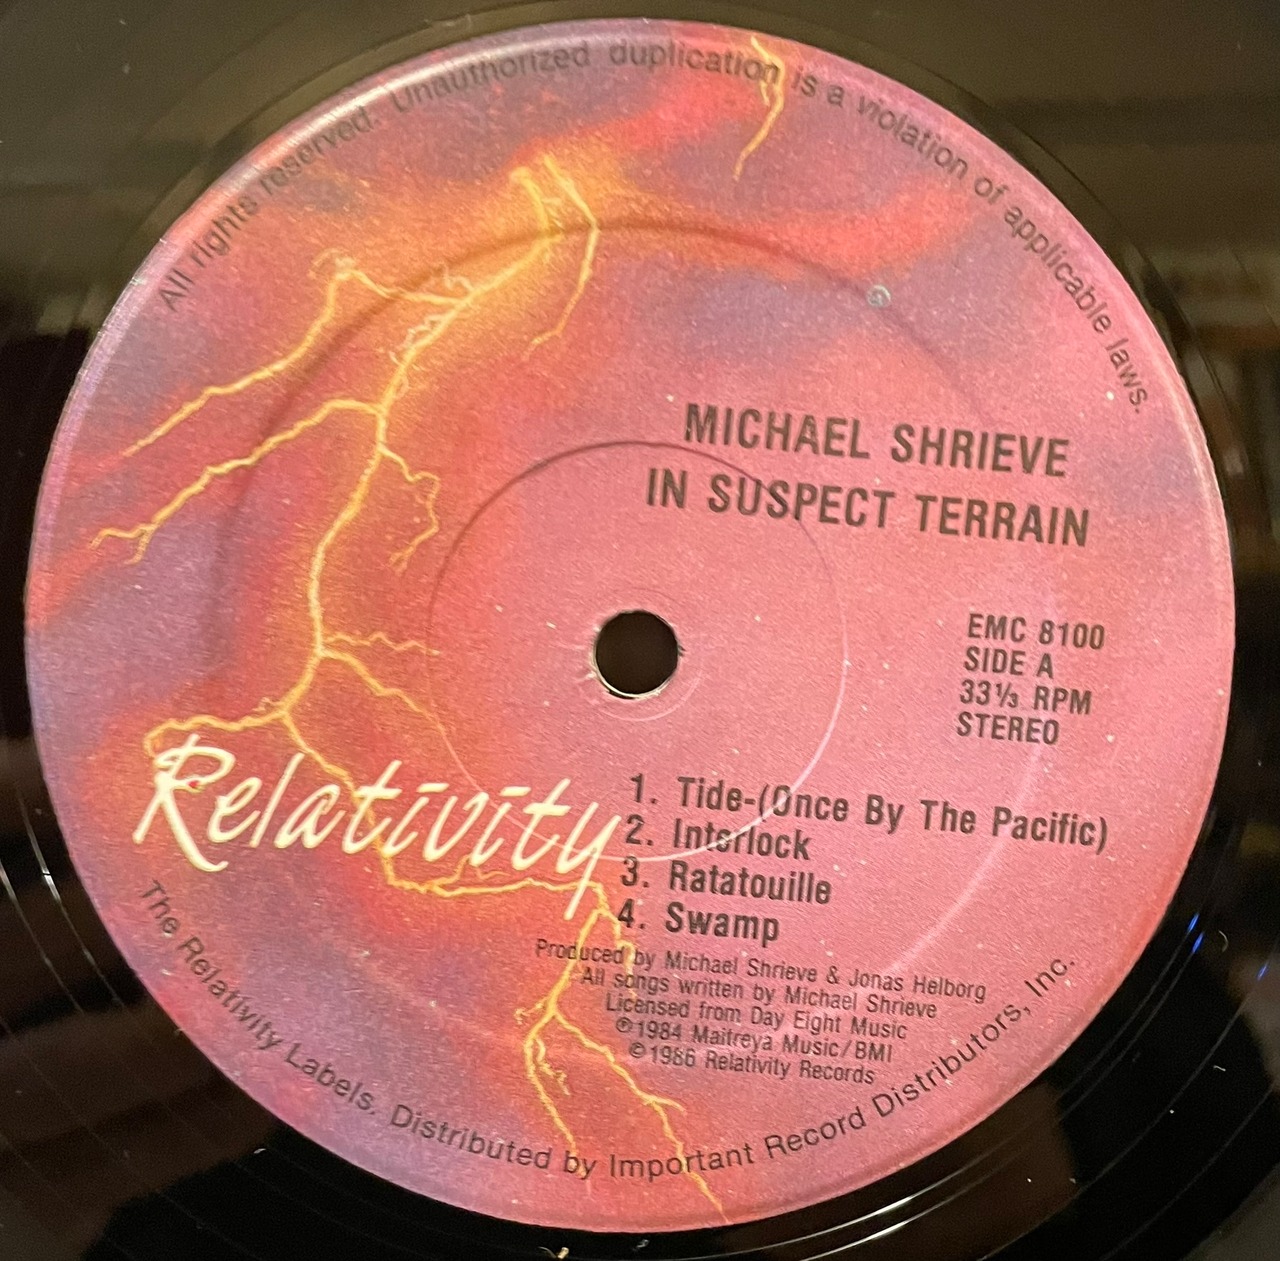 All rights reserved. Unauthorized duplication is a violation of applicable laws.
MICHAEL SHRIEVE
IN SUSPECT TERRAIN
EMC 8100
SIDE A
33⅓ RPM
STEREO
Relativity
1. Tide-(Once By The Pacific)
2. Interlock
3. Ratatouille
4. Swamp
Produced by Michael Shrieve & Jonas Helborg
All songs written by Michael Shrieve
Licensed from Day Eight Music
℗1984 Maitreya Music/BMI
©1986 Relativity Records
The Relativity Labels. Distributed by Important Record Distributors, Inc.